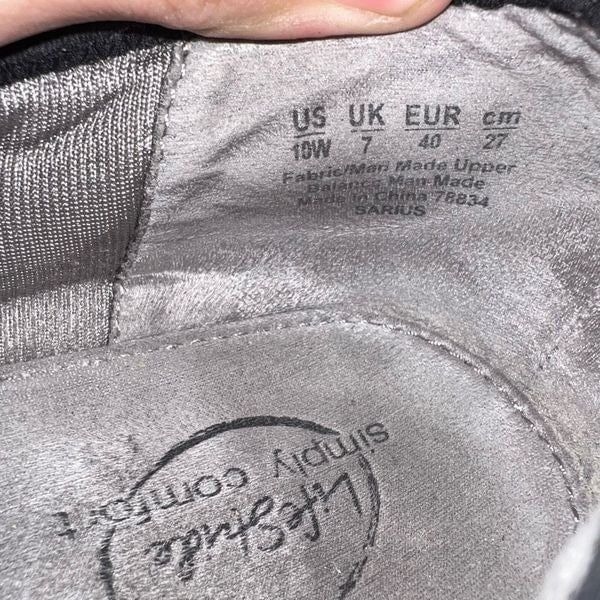 US UK EUR cm
10W 7 40 27
Fabric/Man Made Upper
Balance Man Made
Made in China 78834
SARIUS
LifeStride
simply comfort